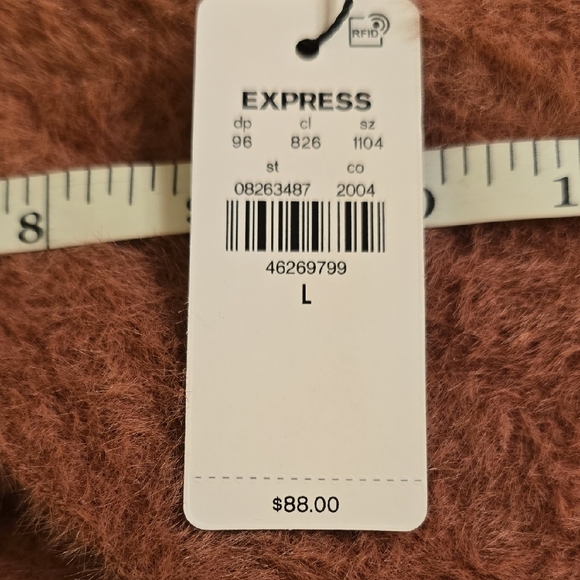 RFID
EXPRESS
dp cl sz
96 826 1104
st co
08263487 2004
46269799
L
$88.00
8